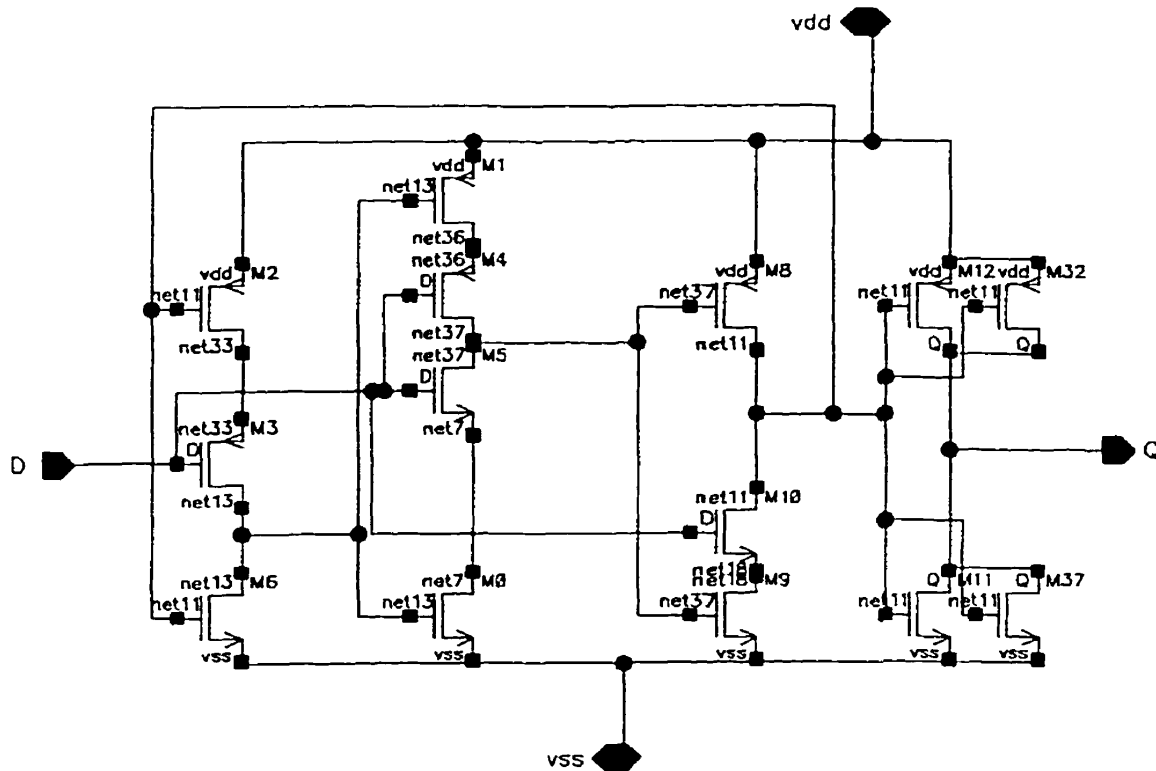 vdd
vdd M1
net13
net36
net36 M4
D
net37
net37 M5
D
net7
vdd M2
net11
net33
net33 M3
D
D
net13
net13 M6
net11
vss
net7 M0
net13
vss
vdd M8
net37
net11
net11 M10
D
net18
net18 M9
net37
vss
vdd M12
net11
Q
vdd M32
net11
Q
Q
Q M11
net11
vss
Q M37
net11
vss
vss